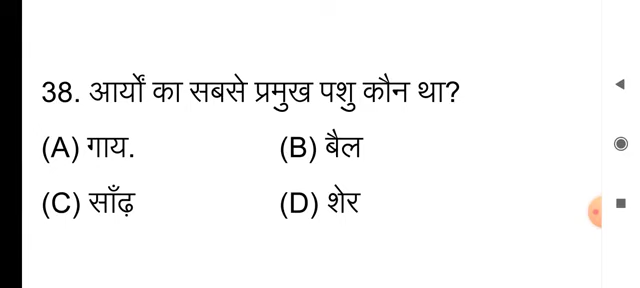 38. आर्यों का सबसे प्रमुख पशु कौन था?
(A) गाय. (B) बैल
(C) साँढ़ (D) शेर